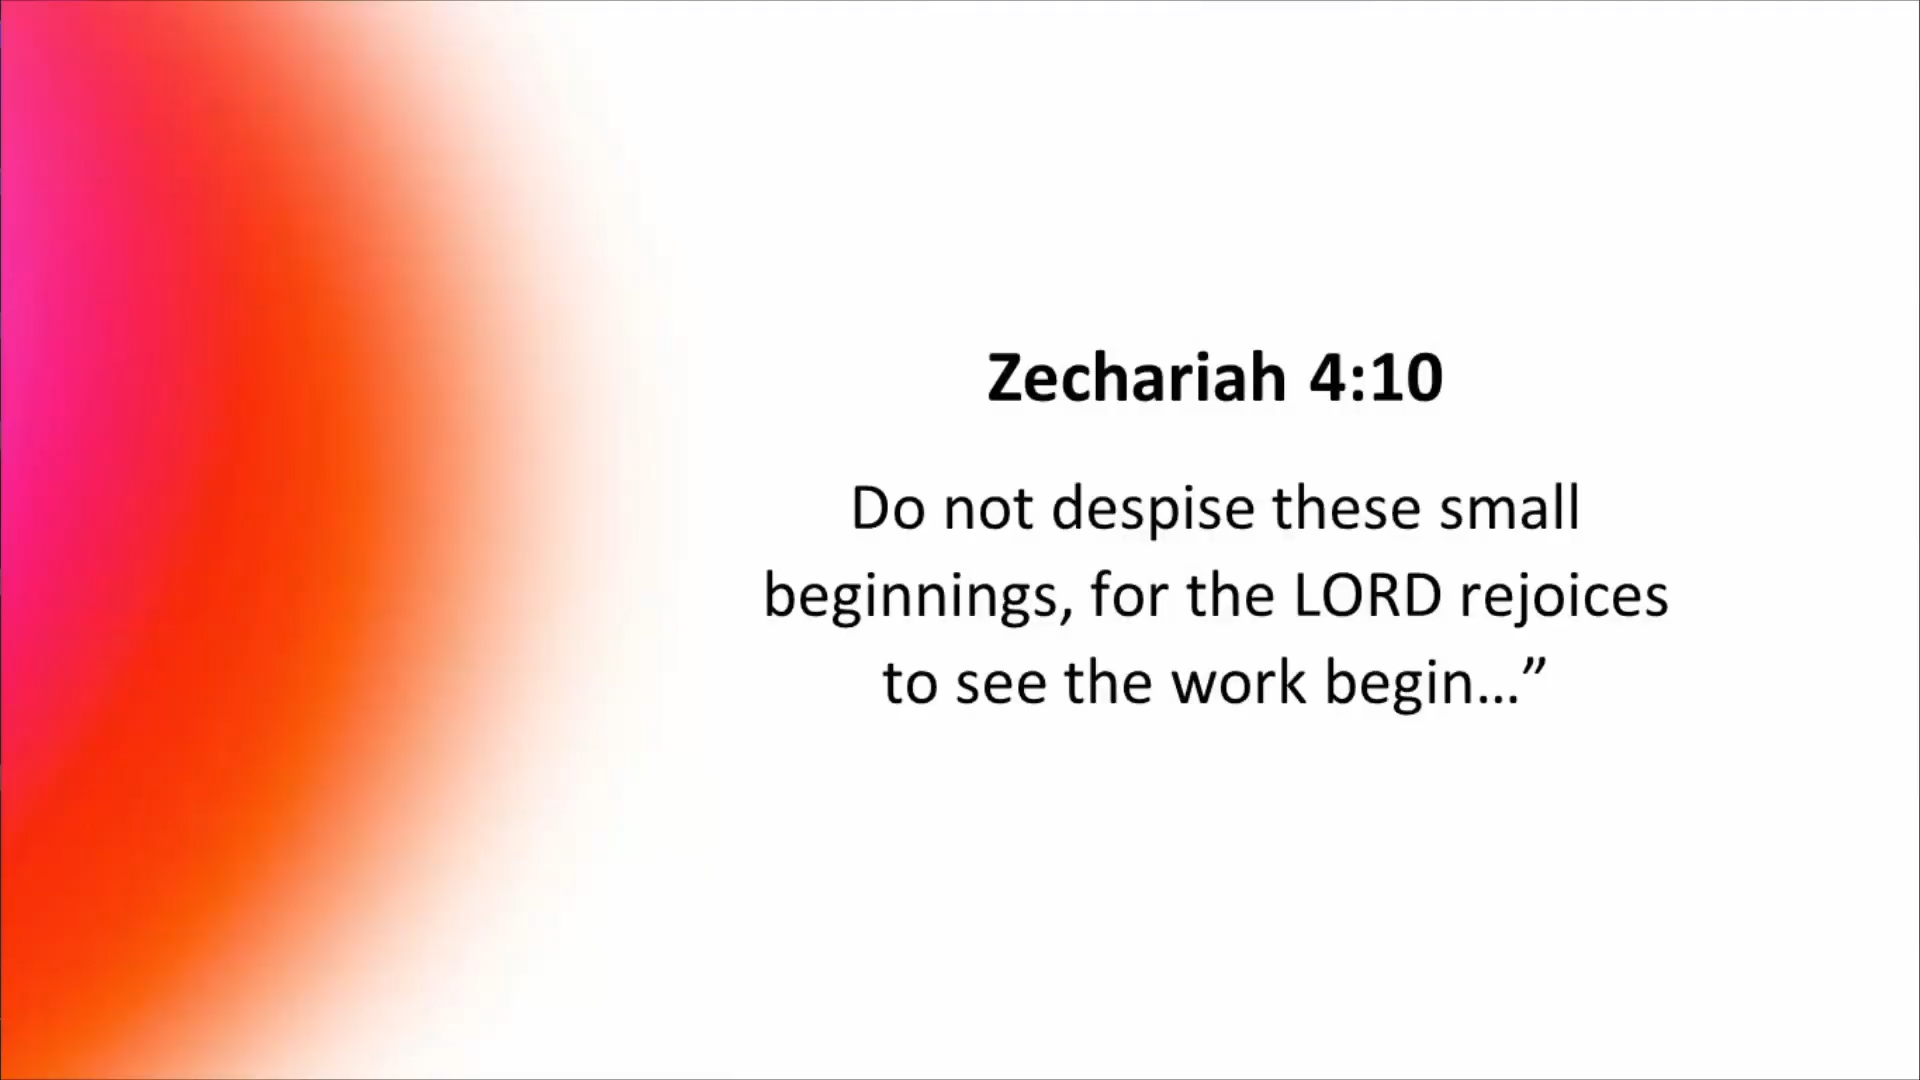 Zechariah 4:10
Do not despise these small
beginnings, for the LORD rejoices
to see the work begin...”